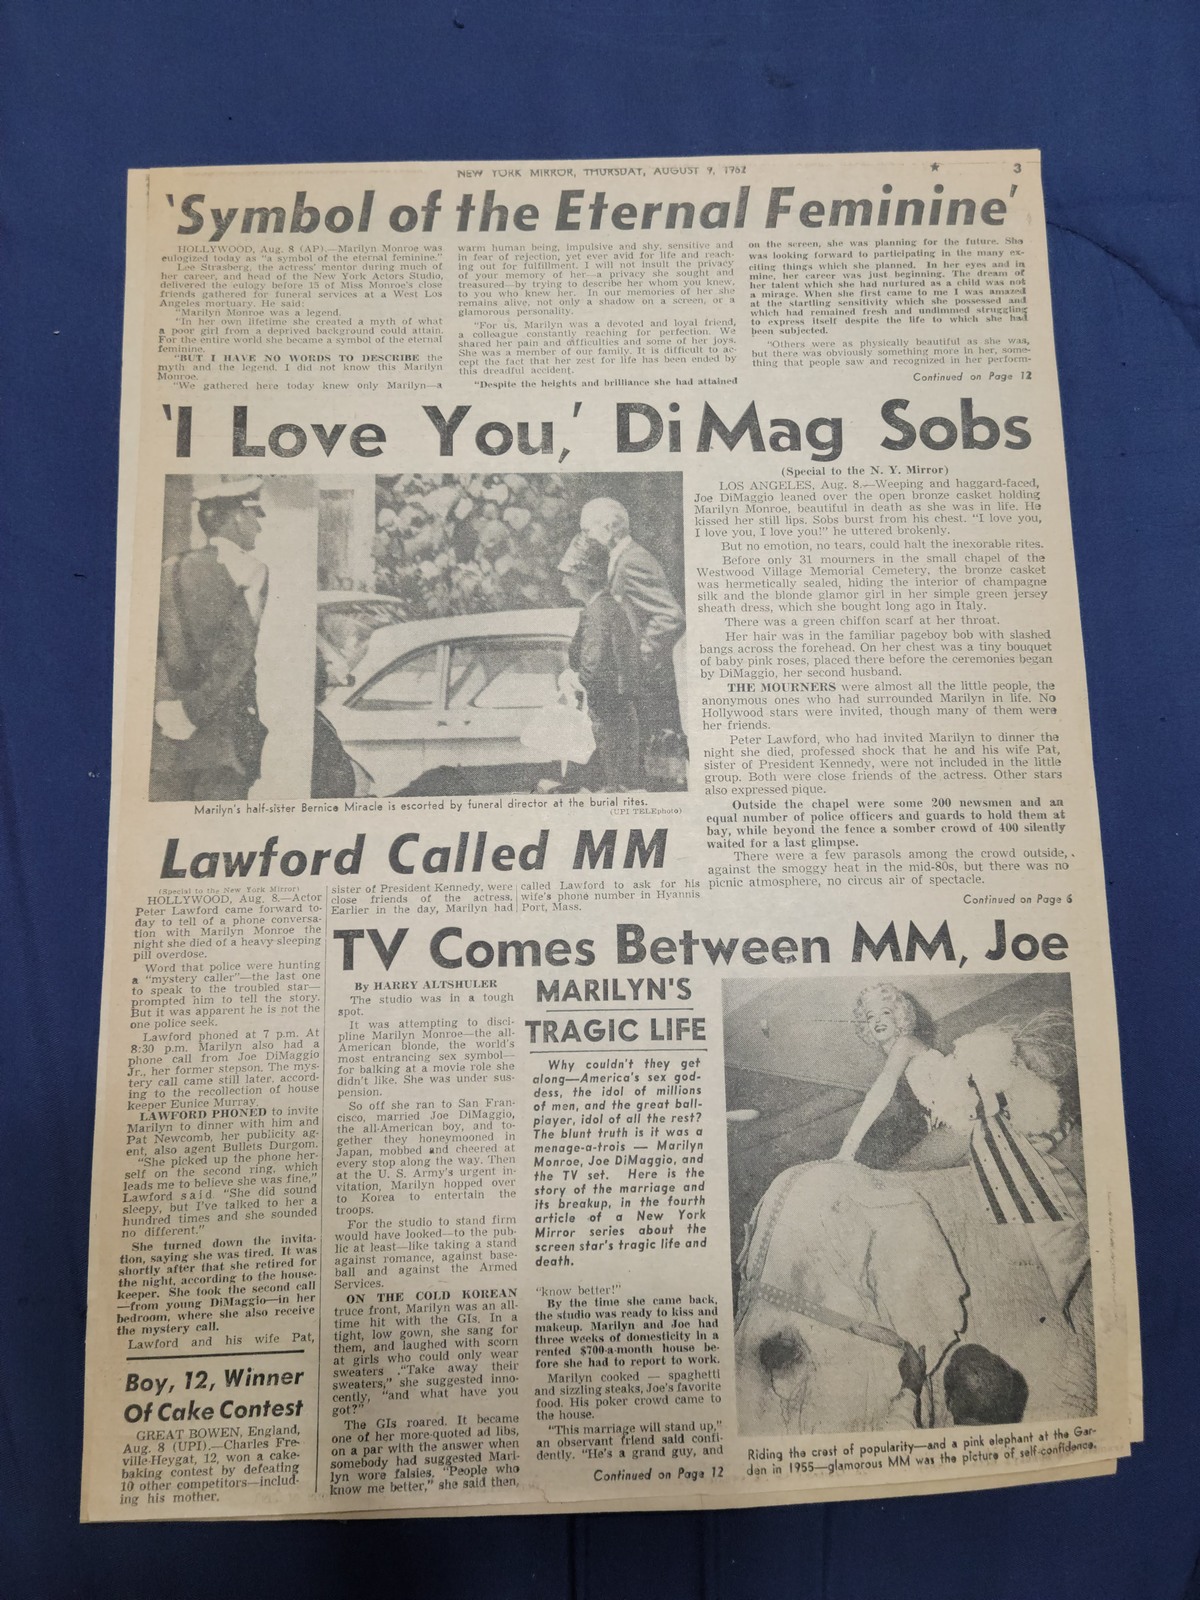 NEW YORK MIRROR, THURSDAY, AUGUST 9, 1962
★
3
'Symbol of the Eternal Feminine'
HOLLYWOOD, Aug. 8 (AP).—Marilyn Monroe was
eulogized today as "a symbol of the eternal feminine."
Lee Strasberg, the actress' mentor during much of
her career, and head of the New York Actors Studio,
delivered the eulogy before 15 of Miss Monroe's close
friends gathered for funeral services at a West Los
Angeles mortuary. He said:
"Marilyn Monroe was a legend.
"In her own lifetime she created a myth of what
a poor girl from a deprived background could attain.
For the entire world she became a symbol of the eternal
feminine.
"BUT I HAVE NO WORDS TO DESCRIBE the
myth and the legend. I did not know this Marilyn
Monroe.
"We gathered here today knew only Marilyn—a
warm human being, impulsive and shy, sensitive and
in fear of rejection, yet ever avid for life and reach-
ing out for fulfillment. I will not insult the privacy
of your memory of her—a privacy she sought and
treasured—by trying to describe her whom you knew,
to you who knew her. In our memories of her she
remains alive, not only a shadow on a screen, or a
glamorous personality.
"For us, Marilyn was a devoted and loyal friend,
a colleague constantly reaching for perfection. We
shared her pain and difficulties and some of her joys.
She was a member of our family. It is difficult to ac-
cept the fact that her zest for life has been ended by
this dreadful accident.
"Despite the heights and brilliance she had attained
on the screen, she was planning for the future. She
was looking forward to participating in the many ex-
citing things which she planned. In her eyes and in
mine, her career was just beginning. The dream of
her talent which she had nurtured as a child was not
a mirage. When she first came to me I was amazed
at the startling sensitivity which she possessed and
which had remained fresh and undimmed struggling
to express itself despite the life to which she had
been subjected.
"Others were as physically beautiful as she was,
but there was obviously something more in her, some-
thing that people saw and recognized in her perform-
Continued on Page 12
'I Love You,' DiMag Sobs
(Special to the N. Y. Mirror)
LOS ANGELES, Aug. 8.—Weeping and haggard-faced,
Joe DiMaggio leaned over the open bronze casket holding
Marilyn Monroe, beautiful in death as she was in life. He
kissed her still lips. Sobs burst from his chest. "I love you,
I love you, I love you!" he uttered brokenly.
But no emotion, no tears, could halt the inexorable rites.
Before only 31 mourners in the small chapel of the
Westwood Village Memorial Cemetery, the bronze casket
was hermetically sealed, hiding the interior of champagne
silk and the blonde glamor girl in her simple green jersey
sheath dress, which she bought long ago in Italy.
There was a green chiffon scarf at her throat.
Her hair was in the familiar pageboy bob with slashed
bangs across the forehead. On her chest was a tiny bouquet
of baby pink roses, placed there before the ceremonies began
by DiMaggio, her second husband.
THE MOURNERS were almost all the little people, the
anonymous ones who had surrounded Marilyn in life. No
Hollywood stars were invited, though many of them were
her friends.
Peter Lawford, who had invited Marilyn to dinner the
night she died, professed shock that he and his wife Pat,
sister of President Kennedy, were not included in the little
group. Both were close friends of the actress. Other stars
also expressed pique.
Outside the chapel were some 200 newsmen and an
equal number of police officers and guards to hold them at
bay, while beyond the fence a somber crowd of 400 silently
waited for a last glimpse.
There were a few parasols among the crowd outside,
against the smoggy heat in the mid-80s, but there was no
picnic atmosphere, no circus air of spectacle.
Continued on Page 6
Marilyn's half-sister Bernice Miracle is escorted by funeral director at the burial rites.
(UPI TELEphoto)
Lawford Called MM
(Special to the New York Mirror)
HOLLYWOOD, Aug. 8.—Actor
Peter Lawford came forward to-
day to tell of a phone conversa-
tion with Marilyn Monroe the
night she died of a heavy sleeping
pill overdose.
Word that police were hunting
a "mystery caller"—the last one
to speak to the troubled star—
prompted him to tell the story.
But it was apparent he is not the
one police seek.
Lawford phoned at 7 p.m. At
8:30 p.m. Marilyn also had a
phone call from Joe DiMaggio
Jr., her former stepson. The mys-
tery call came still later, accord-
ing to the recollection of house
keeper Eunice Murray.
LAWFORD PHONED to invite
Marilyn to dinner with him and
Pat Newcomb, her publicity ag-
ent, also agent Bullets Durgom.
"She picked up the phone her-
self on the second ring, which
leads me to believe she was fine,"
Lawford said "She did sound
sleepy, but I've talked to her a
hundred times and she sounded
no different."
She turned down the invita-
tion, saying she was tired. It was
shortly after that she retired for
the night, according to the house-
keeper. She took the second call
—from young DiMaggio—in her
bedroom, where she also receive
the mystery call.
Lawford and his wife Pat,
sister of President Kennedy, were
close friends of the actress.
Earlier in the day, Marilyn had
called Lawford to ask for his
wife's phone number in Hyannis
Port, Mass.
Boy, 12, Winner
Of Cake Contest
GREAT BOWEN, England,
Aug. 8 (UPI).—Charles Fre-
ville-Heygat, 12, won a cake-
baking contest by defeating
10 other competitors—includ-
ing his mother.
TV Comes Between MM, Joe
By HARRY ALTSHULER
The studio was in a tough
spot.
It was attempting to disci-
pline Marilyn Monroe—the all-
American blonde, the world's
most entrancing sex symbol—
for balking at a movie role she
didn't like. She was under sus-
pension.
So off she ran to San Fran-
cisco, married Joe DiMaggio,
the all-American boy, and to-
gether they honeymooned in
Japan, mobbed and cheered at
every stop along the way. Then
at the U. S. Army's urgent in-
vitation, Marilyn hopped over
to Korea to entertain the
troops.
For the studio to stand firm
would have looked—to the pub-
lic at least—like taking a stand
against romance, against base-
ball and against the Armed
Services.
ON THE COLD KOREAN
truce front, Marilyn was an all-
time hit with the GIs. In a
tight, low gown, she sang for
them, and laughed with scorn
at girls who could only wear
sweaters. "Take away their
sweaters," she suggested inno-
cently, "and what have you
got?"
The GIs roared. It became
one of her more-quoted ad libs,
on a par with the answer when
somebody had suggested Mari-
lyn wore falsies. "People who
know me better," she said then,
MARILYN'S
TRAGIC LIFE
Why couldn't they get
along—America's sex god-
dess, the idol of millions
of men, and the great ball-
player, idol of all the rest?
The blunt truth is it was a
menage-a-trois — Marilyn
Monroe, Joe DiMaggio, and
the TV set. Here is the
story of the marriage and
its breakup, in the fourth
article of a New York
Mirror series about the
screen star's tragic life and
death.
"know better!"
By the time she came back,
the studio was ready to kiss and
makeup. Marilyn and Joe had
three weeks of domesticity in a
rented $700-a-month house be-
fore she had to report to work.
Marilyn cooked — spaghetti
and sizzling steaks, Joe's favorite
food. His poker crowd came to
the house.
"This marriage will stand up,"
an observant friend said confi-
dently. "He's a grand guy, and
Continued on Page 12
Riding the crest of popularity—and a pink elephant at the Gar-
den in 1955—glamorous MM was the picture of self-confidence.